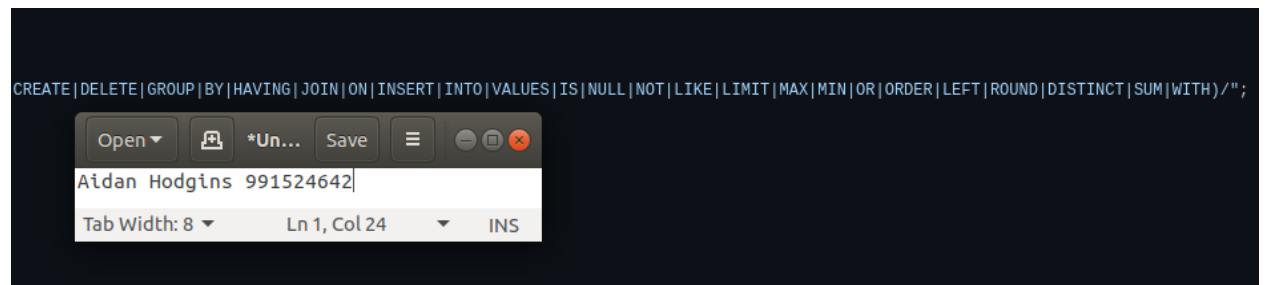 CREATE|DELETE|GROUP|BY|HAVING|JOIN|ON|INSERT|INTO|VALUES|IS|NULL|NOT|LIKE|LIMIT|MAX|MIN|OR|ORDER|LEFT|ROUND|DISTINCT|SUM|WITH)/";
Open *Un... Save
Aidan Hodgins 991524642
Tab Width: 8 Ln 1, Col 24 INS